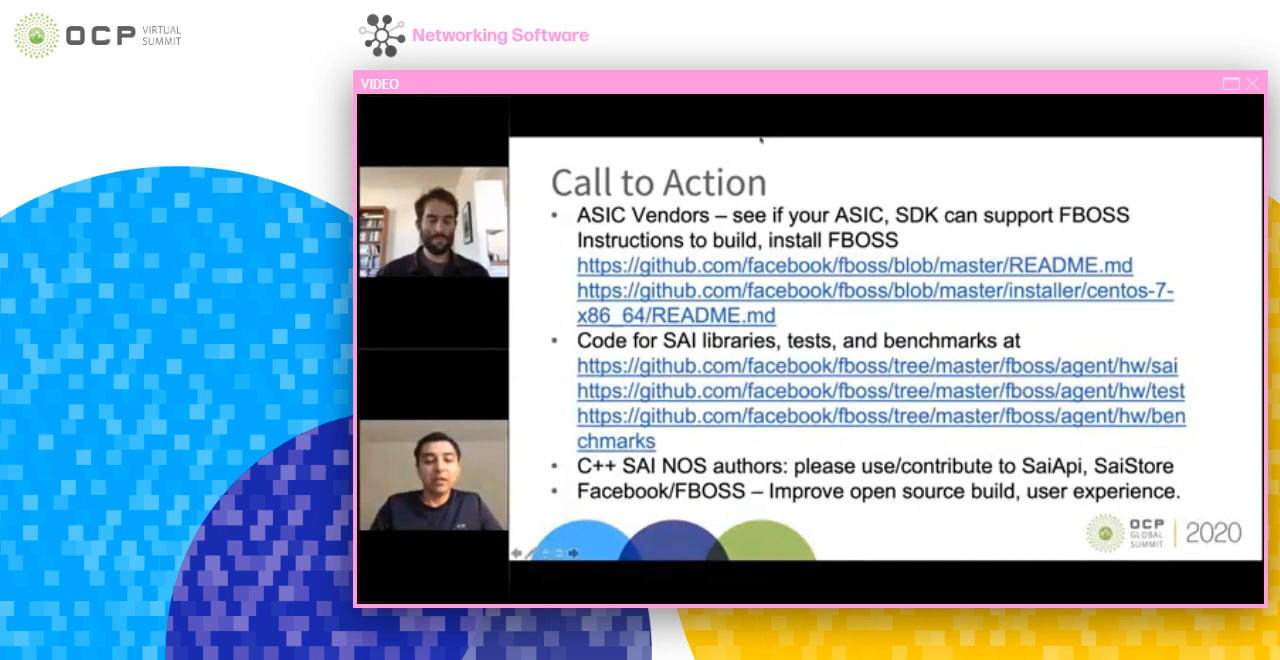 OCP VIRTUAL SUMMIT
Networking Software
VIDEO
Call to Action
• ASIC Vendors – see if your ASIC, SDK can support FBOSS
Instructions to build, install FBOSS
https://github.com/facebook/fboss/blob/master/README.md
https://github.com/facebook/fboss/blob/master/installer/centos-7-
x86_64/README.md
• Code for SAI libraries, tests, and benchmarks at
https://github.com/facebook/fboss/tree/master/fboss/agent/hw/sai
https://github.com/facebook/fboss/tree/master/fboss/agent/hw/test
https://github.com/facebook/fboss/tree/master/fboss/agent/hw/ben
chmarks
• C++ SAI NOS authors: please use/contribute to SaiApi, SaiStore
• Facebook/FBOSS – Improve open source build, user experience.
OCP
GLOBAL
SUMMIT
2020